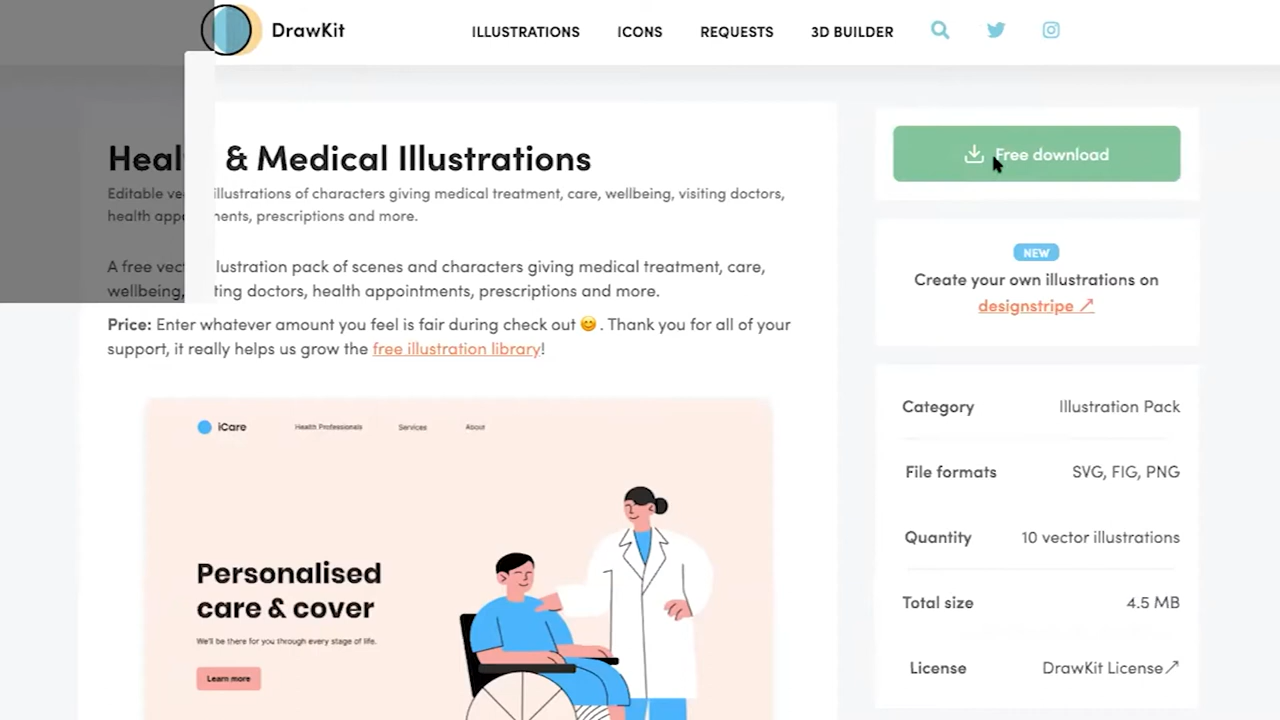 DrawKit
ILLUSTRATIONS ICONS REQUESTS 3D BUILDER
Heal & Medical Illustrations
Editable ve illustrations of characters giving medical treatment, care, wellbeing, visiting doctors,
health appo ments, prescriptions and more.
A free vect lustration pack of scenes and characters giving medical treatment, care,
wellbeing, ting doctors, health appointments, prescriptions and more.
Price: Enter whatever amount you feel is fair during check out 😊. Thank you for all of your
support, it really helps us grow the free illustration library!
iCare Health Professionals Services About
Personalised
care & cover
We'll be there for you through every stage of life.
Learn more
Free download
NEW
Create your own illustrations on
designstripe ↗
Category Illustration Pack
File formats SVG, FIG, PNG
Quantity 10 vector illustrations
Total size 4.5 MB
License DrawKit License↗